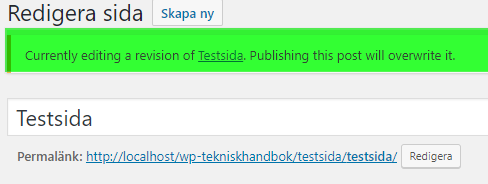 Redigera sida Skapa ny
Currently editing a revision of Testsida. Publishing this post will overwrite it.
Testsida
Permalänk: http://localhost/wp-tekniskhandbok/testsida/testsida/ Redigera